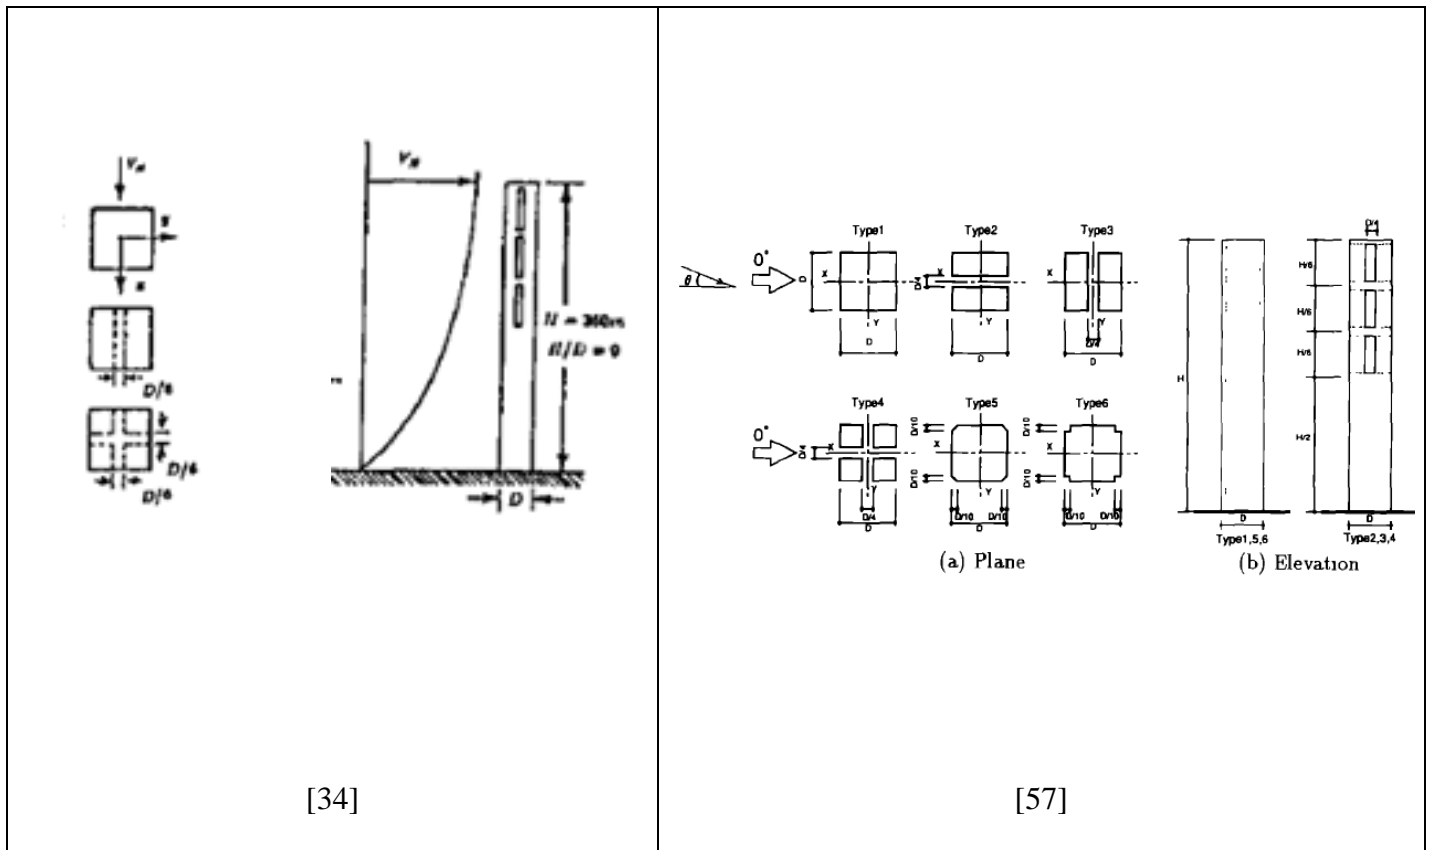 V_H
x
D/6
D/6
D/6
V_H
H = 360m
H/D = 9
D
[34]
Type1
Type2
Type3
0°
θ
X
D
Y
D
X
D/4
Y
D
X
Y
D/4
D
Type4
Type5
Type6
0°
X
D/4
Y
D/4
D
D/10
X
D/10
Y
D/10
D/10
D
D/10
X
D/10
Y
D/10
D/10
D
(a) Plane
H
D
Type1,5,6
D/4
H/6
H/6
H/6
H/2
D
Type2,3,4
(b) Elevation
[57]